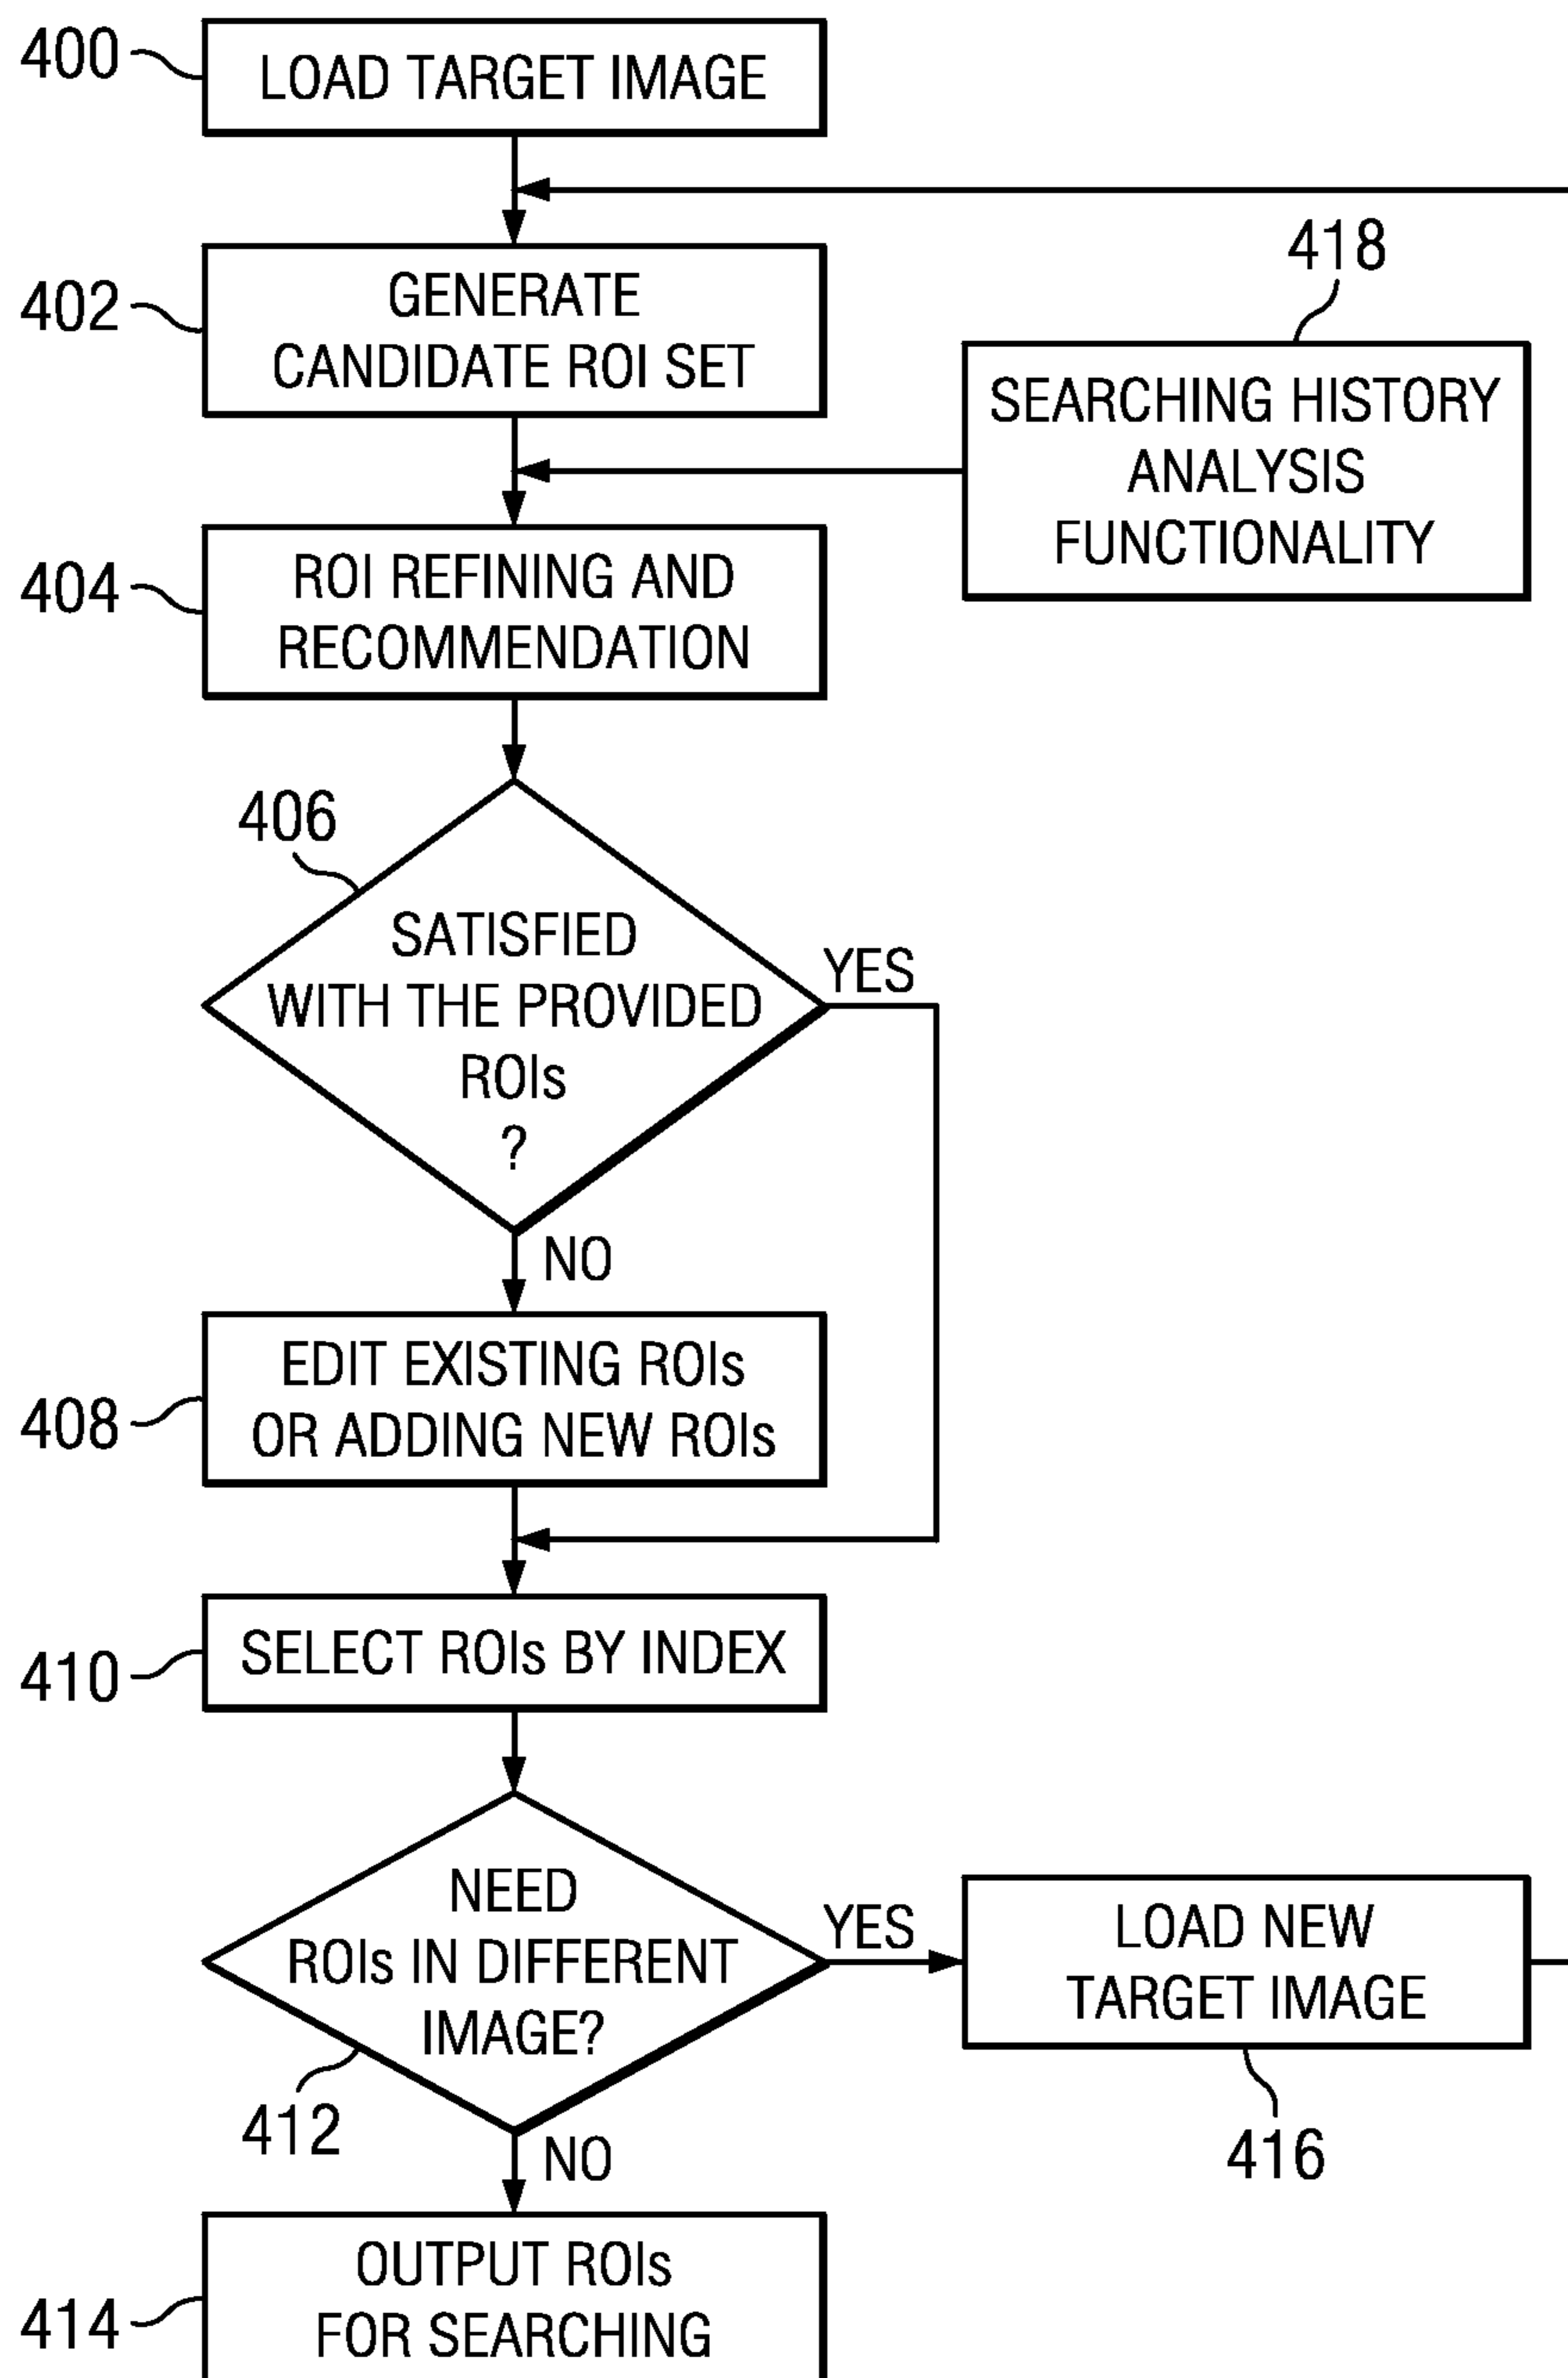 400
LOAD TARGET IMAGE
402
GENERATE
CANDIDATE ROI SET
418
SEARCHING HISTORY
ANALYSIS
FUNCTIONALITY
404
ROI REFINING AND
RECOMMENDATION
406
SATISFIED
WITH THE PROVIDED
ROIs
?
YES
NO
408
EDIT EXISTING ROIs
OR ADDING NEW ROIs
410
SELECT ROIs BY INDEX
412
NEED
ROIs IN DIFFERENT
IMAGE?
YES
LOAD NEW
TARGET IMAGE
416
NO
414
OUTPUT ROIs
FOR SEARCHING